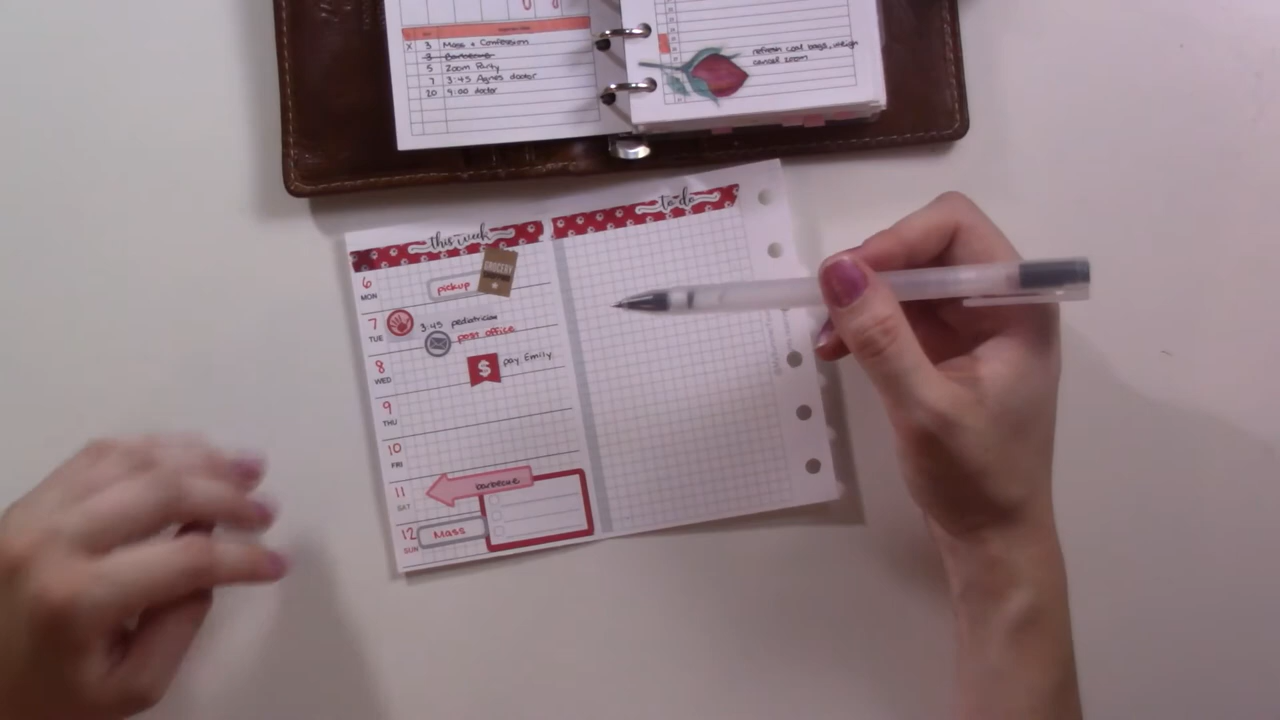 X 3 Mass + Confession
3 Barbecue
5 Zoom Party
7 3:45 Agnes doctor
20 9:00 doctor
refresh coal bags,
cancel zoom
this week
to do
6
MON
pickup
GROCERY
7
TUE
3:45 pediatrician
post office
8
WED
$ pay Emily
9
THU
10
FRI
11
SAT
barbecue
12
SUN
Mass